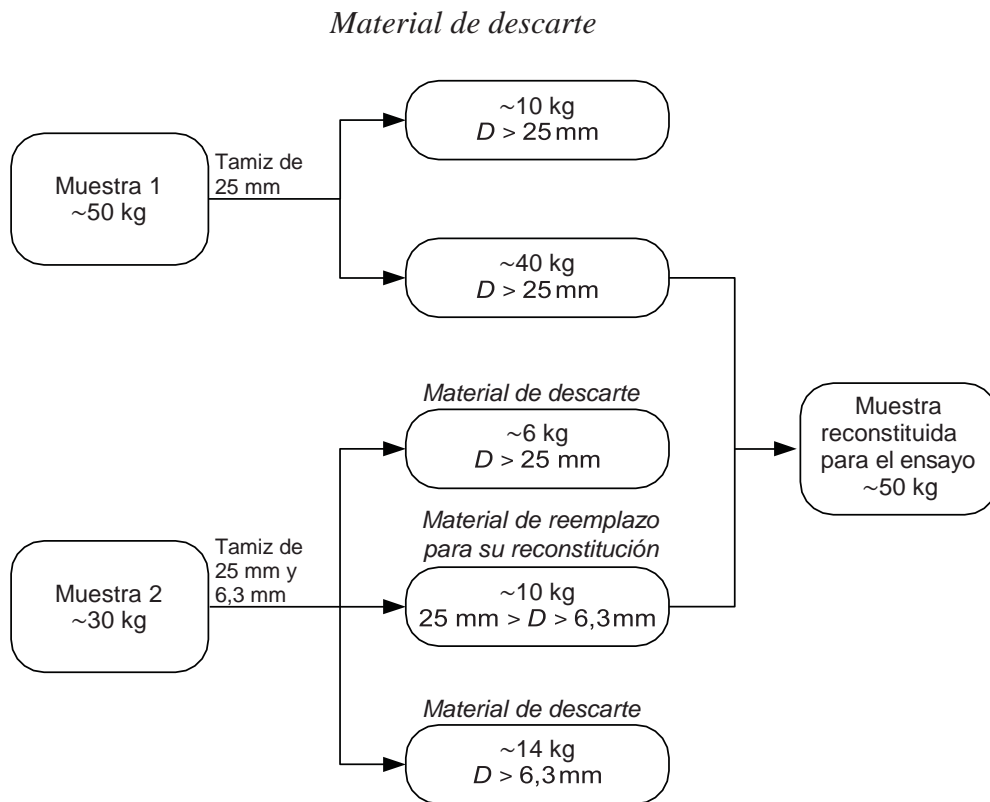 Material de descarte
~10 kg
D > 25 mm
Muestra 1
~50 kg
Tamiz de
25 mm
~40 kg
D > 25 mm
Material de descarte
~6 kg
D > 25 mm
Muestra
reconstituida
para el ensayo
~50 kg
Material de reemplazo
para su reconstitución
Muestra 2
~30 kg
Tamiz de
25 mm y
6,3 mm
~10 kg
25 mm > D > 6,3 mm
Material de descarte
~14 kg
D > 6,3 mm